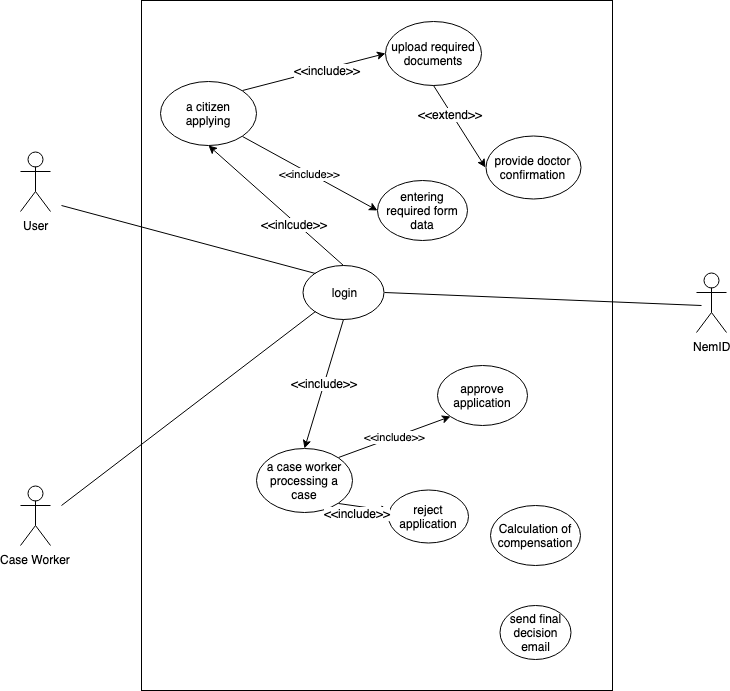 upload required
documents
<<include>>
a citizen
applying
<<extend>>
provide doctor
confirmation
<<include>>
entering
required form
data
User
<<inlcude>>
login
NemID
<<include>>
approve
application
<<include>>
a case worker
processing a
case
<<include>>
reject
application
Calculation of
compensation
Case Worker
send final
decision
email